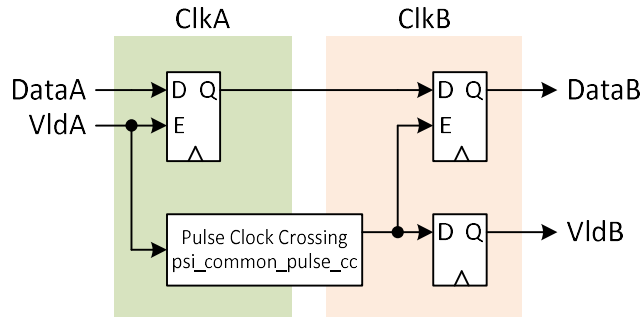 ClkA
ClkB
DataA
D Q
D Q
DataB
VldA
E
E
Pulse Clock Crossing
psi_common_pulse_cc
D Q
VldB